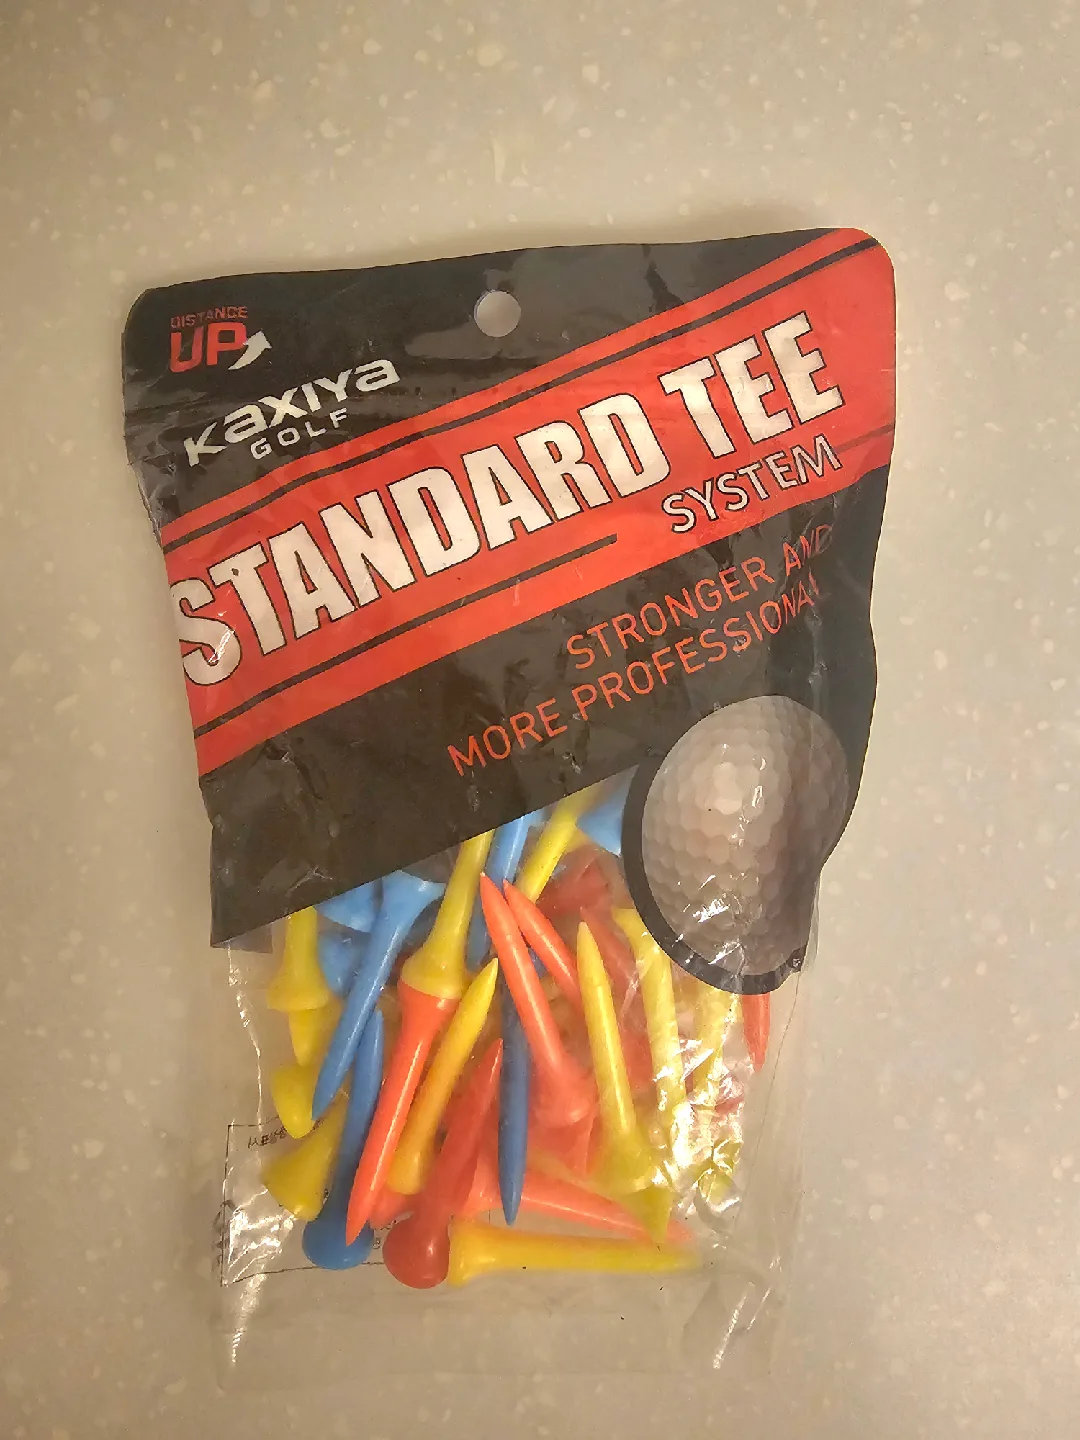 DISTANCE
UP
KAXIYA
GOLF
STANDARD TEE
SYSTEM
STRONGER AND
MORE PROFESSIONAL